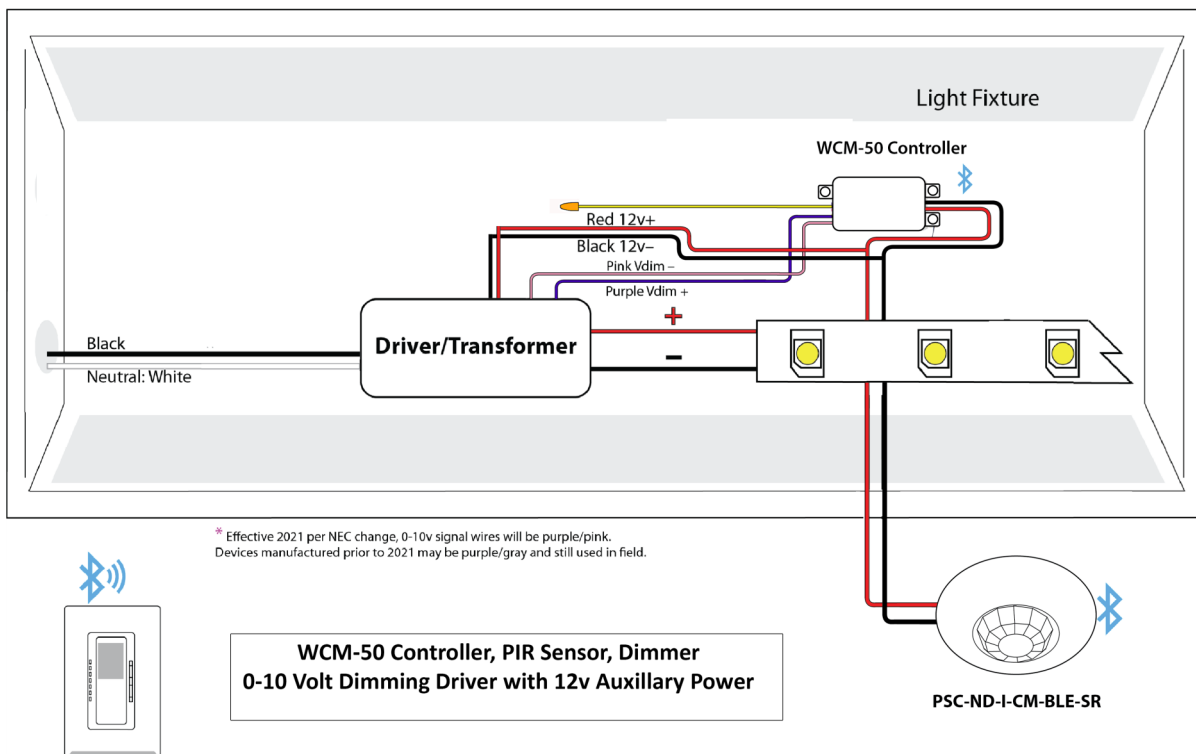 Light Fixture
WCM-50 Controller
Red 12v+
Black 12v–
Pink Vdim –
Purple Vdim +
+
–
Black
Neutral: White
Driver/Transformer
* Effective 2021 per NEC change, 0-10v signal wires will be purple/pink.
Devices manufactured prior to 2021 may be purple/gray and still used in field.
WCM-50 Controller, PIR Sensor, Dimmer
0-10 Volt Dimming Driver with 12v Auxillary Power
PSC-ND-I-CM-BLE-SR